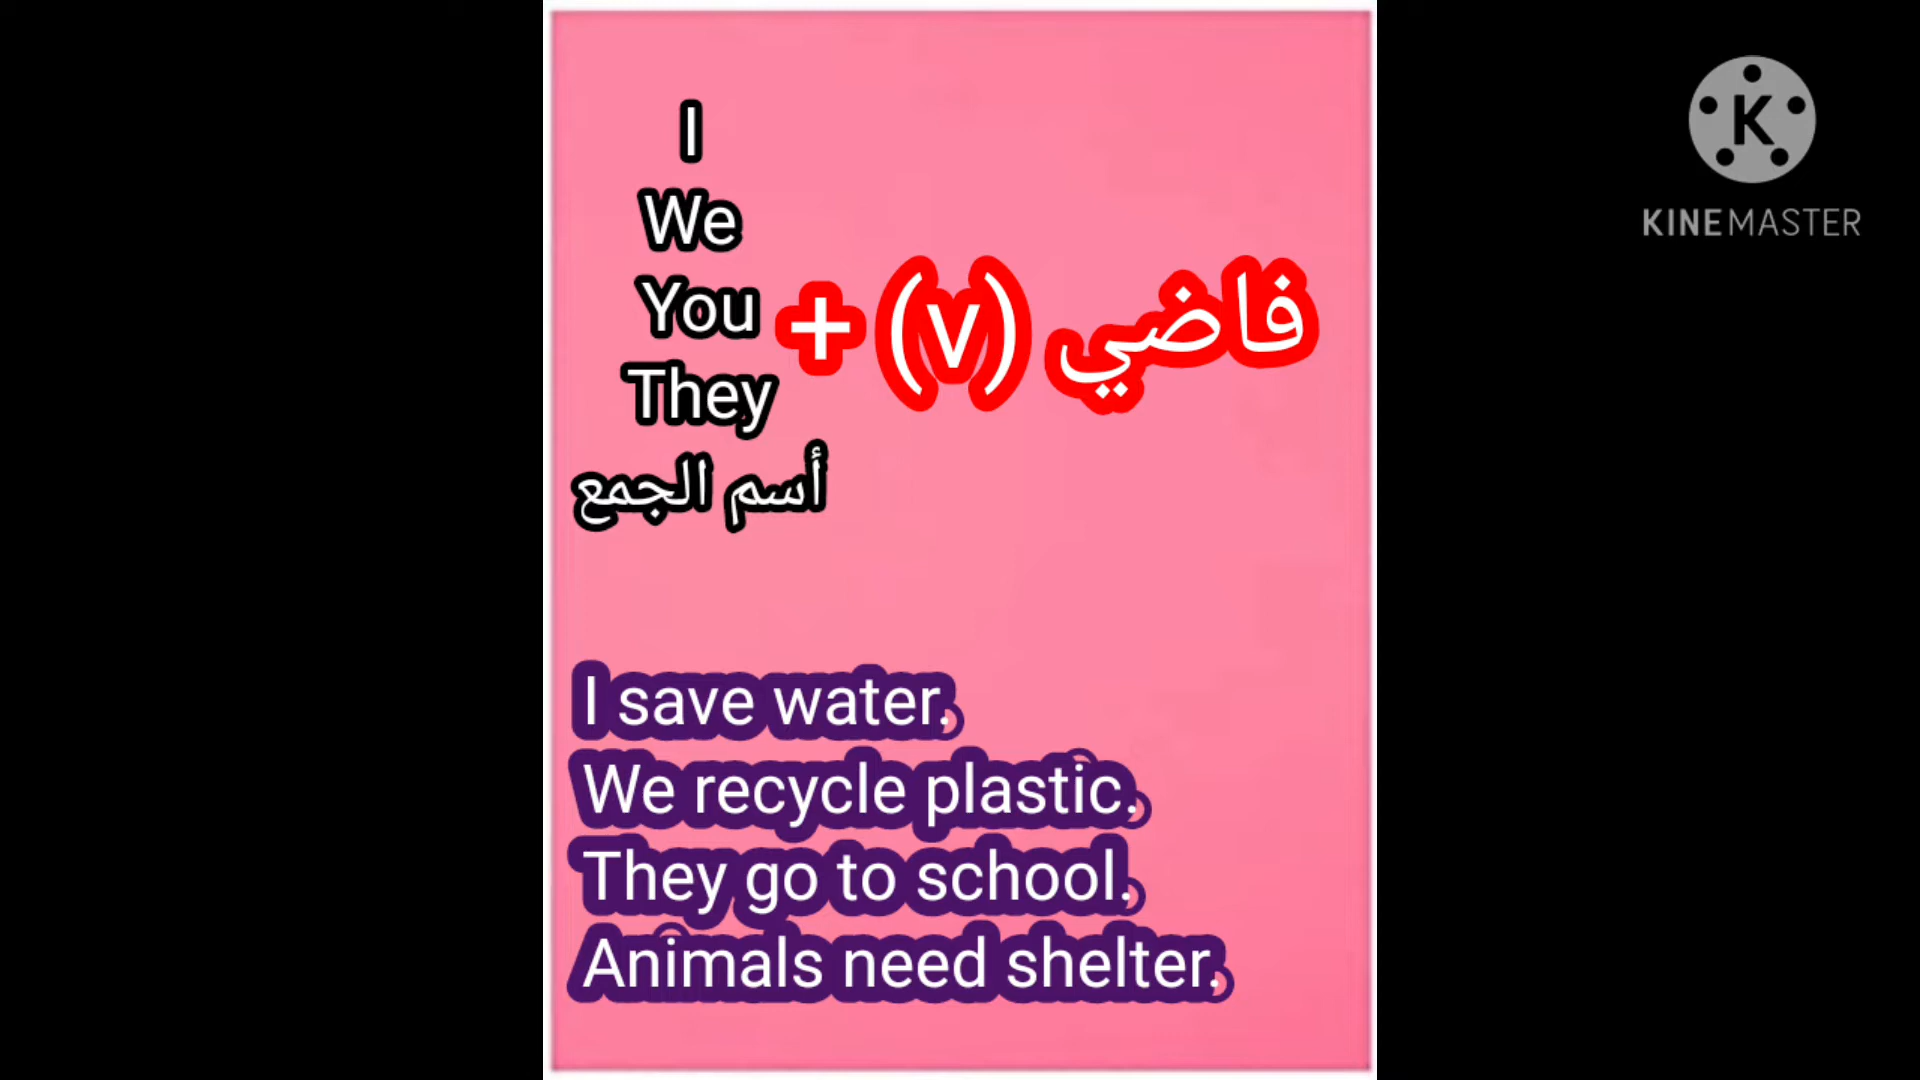 I
We
You
They
أسم الجمع
+ (v) فاضي
I save water.
We recycle plastic.
They go to school.
Animals need shelter.
K
KINEMASTER